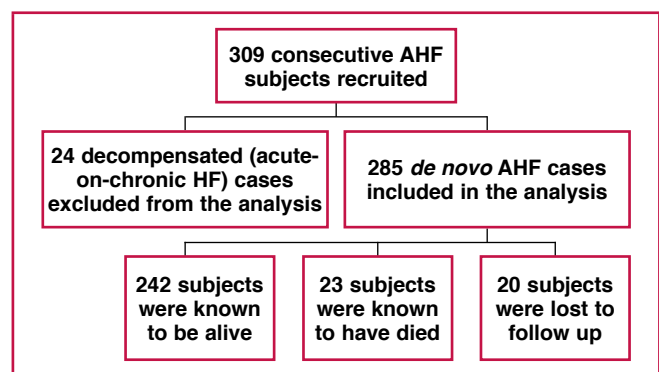 309 consecutive AHF
subjects recruited
24 decompensated (acute-
on-chronic HF) cases
excluded from the analysis
285 de novo AHF cases
included in the analysis
242 subjects
were known
to be alive
23 subjects
were known
to have died
20 subjects
were lost to
follow up